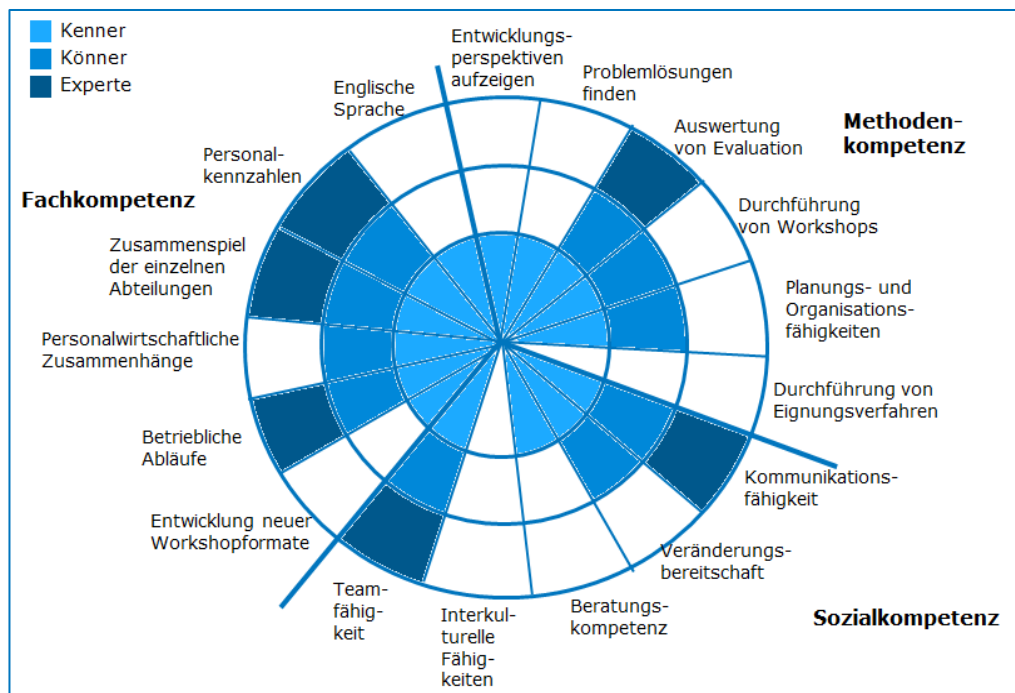 Kenner
Könner
Experte
Entwicklungs-
perspektiven
aufzeigen
Problemlösungen
finden
Auswertung
von Evaluation
Methoden-
kompetenz
Durchführung
von Workshops
Planungs- und
Organisations-
fähigkeiten
Durchführung von
Eignungsverfahren
Kommunikations-
fähigkeit
Veränderungs-
bereitschaft
Sozialkompetenz
Beratungs-
kompetenz
Interkul-
turelle
Fähig-
keiten
Team-
fähig-
keit
Entwicklung neuer
Workshopformate
Betriebliche
Abläufe
Personalwirtschaftliche
Zusammenhänge
Zusammenspiel
der einzelnen
Abteilungen
Fachkompetenz
Personal-
kennzahlen
Englische
Sprache